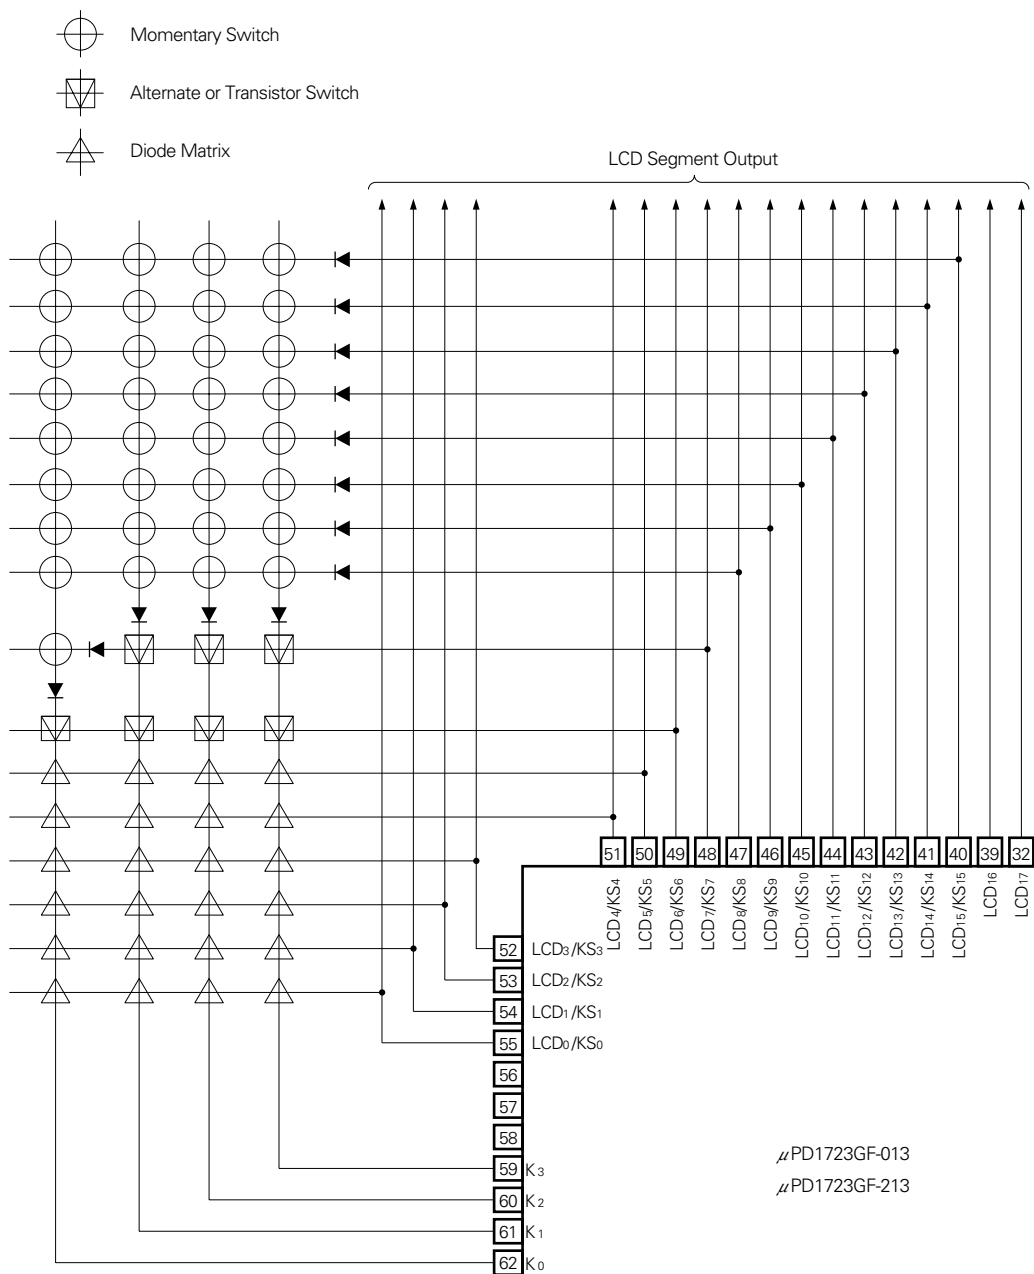 Momentary Switch
Alternate or Transistor Switch
Diode Matrix
LCD Segment Output
51 50 49 48 47 46 45 44 43 42 41 40 39 32
LCD4/KS4
LCD5/KS5
LCD6/KS6
LCD7/KS7
LCD8/KS8
LCD9/KS9
LCD10/KS10
LCD11/KS11
LCD12/KS12
LCD13/KS13
LCD14/KS14
LCD15/KS15
LCD16
LCD17
52 LCD3/KS3
53 LCD2/KS2
54 LCD1/KS1
55 LCD0/KS0
56
57
58
59 K3
60 K2
61 K1
62 K0
μPD1723GF-013
μPD1723GF-213